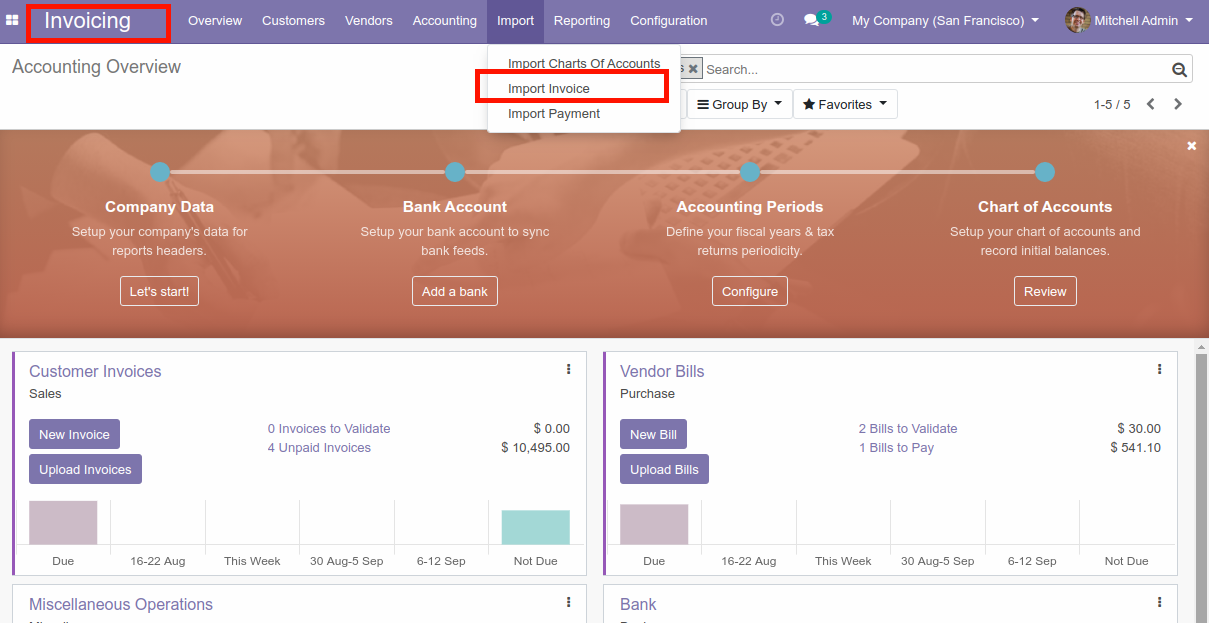 Invoicing Overview Customers Vendors Accounting Import Reporting Configuration 3 My Company (San Francisco) Mitchell Admin
Accounting Overview
Import Charts Of Accounts
Import Invoice
Import Payment
Search...
Group By Favorites 1-5 / 5
Company Data
Setup your company's data for
reports headers.
Let's start!
Bank Account
Setup your bank account to sync
bank feeds.
Add a bank
Accounting Periods
Define your fiscal years & tax
returns periodicity.
Configure
Chart of Accounts
Setup your chart of accounts and
record initial balances.
Review
Customer Invoices
Sales
New Invoice
Upload Invoices
0 Invoices to Validate $ 0.00
4 Unpaid Invoices $ 10,495.00
Due 16-22 Aug This Week 30 Aug-5 Sep 6-12 Sep Not Due
Vendor Bills
Purchase
New Bill
Upload Bills
2 Bills to Validate $ 30.00
1 Bills to Pay $ 541.10
Due 16-22 Aug This Week 30 Aug-5 Sep 6-12 Sep Not Due
Miscellaneous Operations
Bank